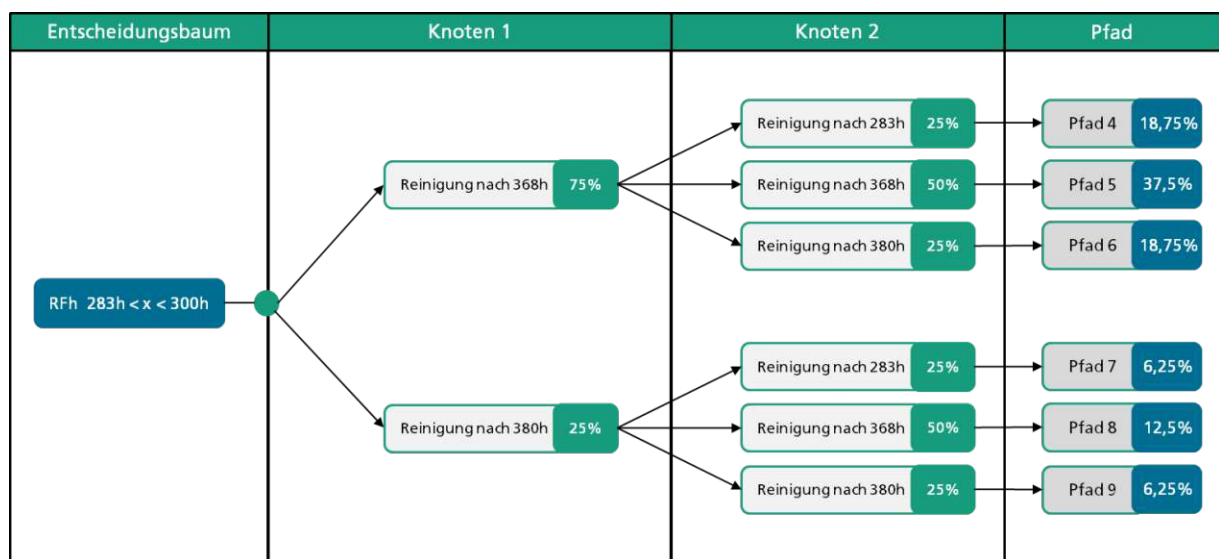 Entscheidungsbaum Knoten 1 Knoten 2 Pfad
Reinigung nach 283h 25% Pfad 4 18,75%
Reinigung nach 368h 75% Reinigung nach 368h 50% Pfad 5 37,5%
Reinigung nach 380h 25% Pfad 6 18,75%
RFh 283h < x < 300h
Reinigung nach 283h 25% Pfad 7 6,25%
Reinigung nach 380h 25% Reinigung nach 368h 50% Pfad 8 12,5%
Reinigung nach 380h 25% Pfad 9 6,25%